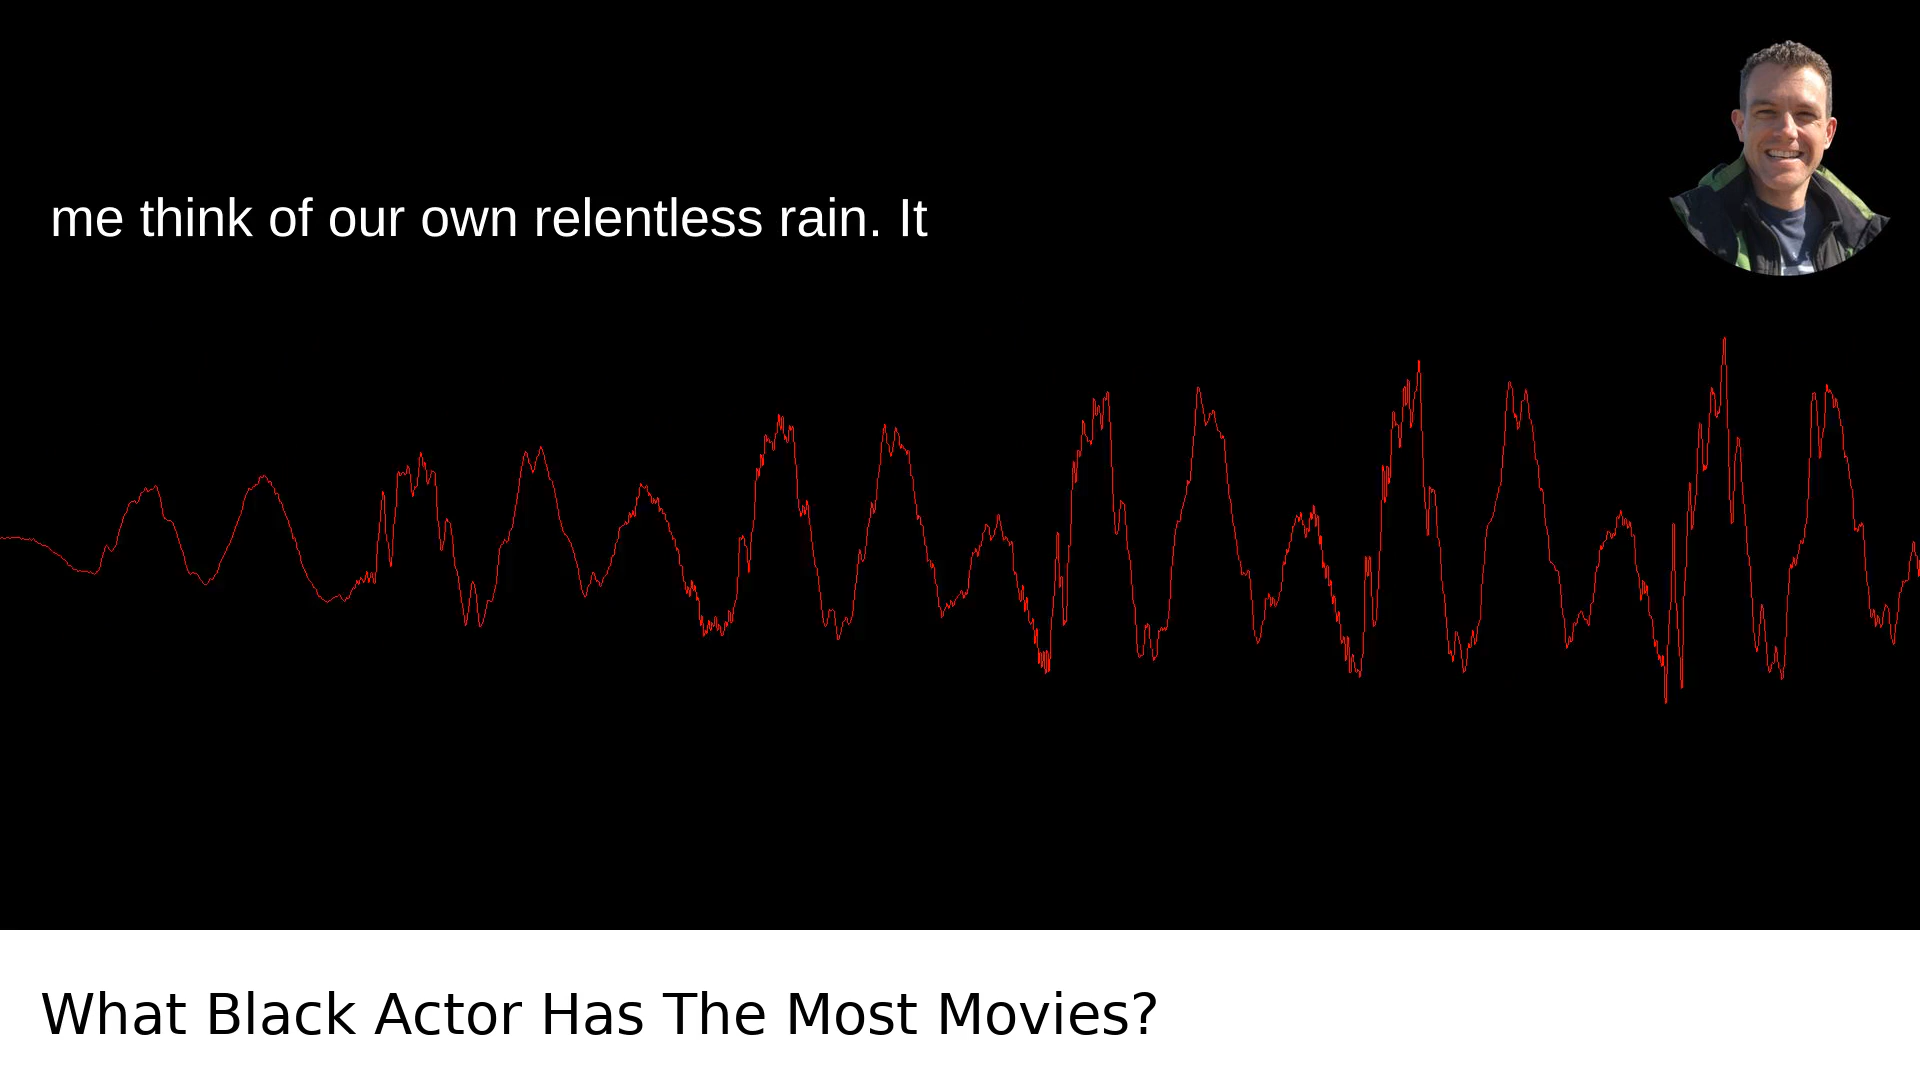 me think of our own relentless rain. It
What Black Actor Has The Most Movies?